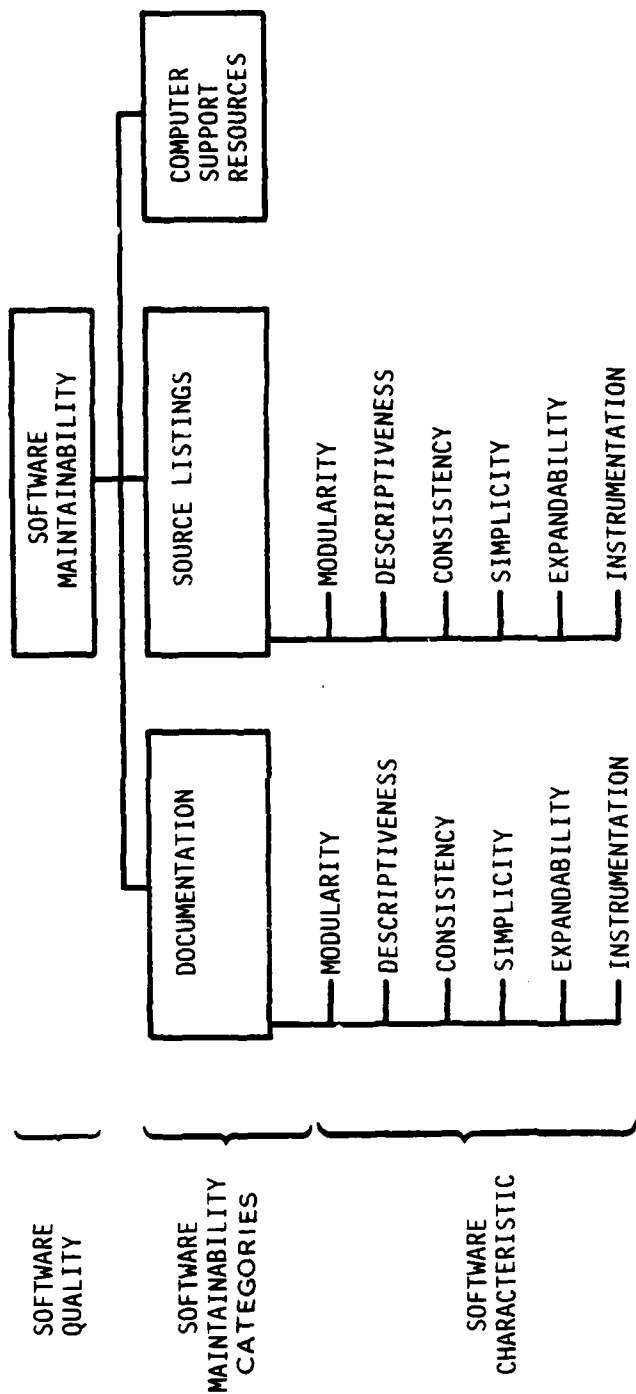 SOFTWARE
QUALITY
SOFTWARE
MAINTAINABILITY
SOFTWARE
MAINTAINABILITY
CATEGORIES
DOCUMENTATION
SOURCE LISTINGS
COMPUTER
SUPPORT
RESOURCES
SOFTWARE
CHARACTERISTIC
MODULARITY
DESCRIPTIVENESS
CONSISTENCY
SIMPLICITY
EXPANDABILITY
INSTRUMENTATION
MODULARITY
DESCRIPTIVENESS
CONSISTENCY
SIMPLICITY
EXPANDABILITY
INSTRUMENTATION